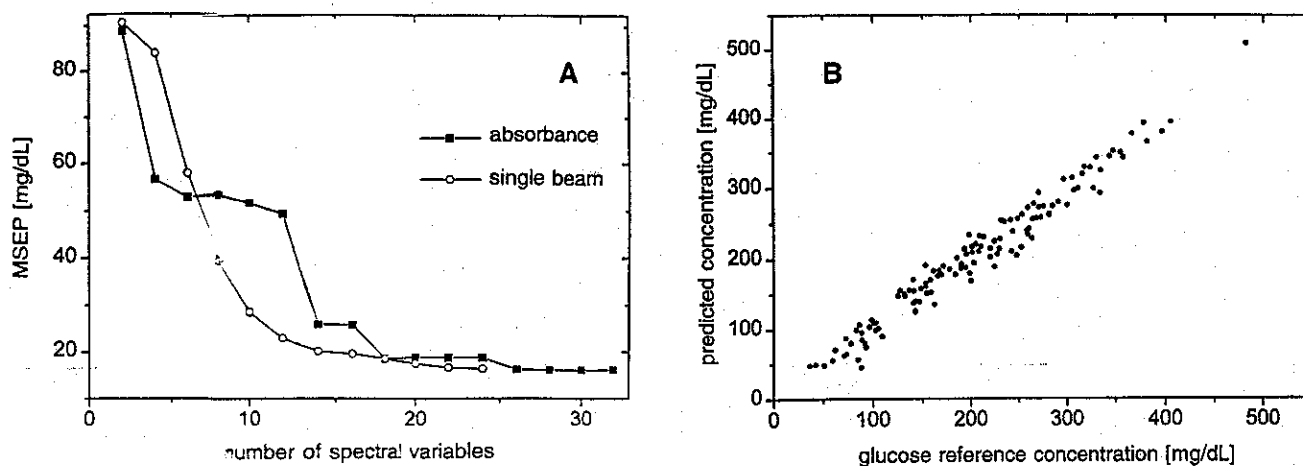 A
MSEP [mg/dL]
80
60
40
20
absorbance
single beam
0
10
20
30
number of spectral variables
B
predicted concentration [mg/dL]
500
400
300
200
100
0
0
100
200
300
400
500
glucose reference concentration [mg/dL]